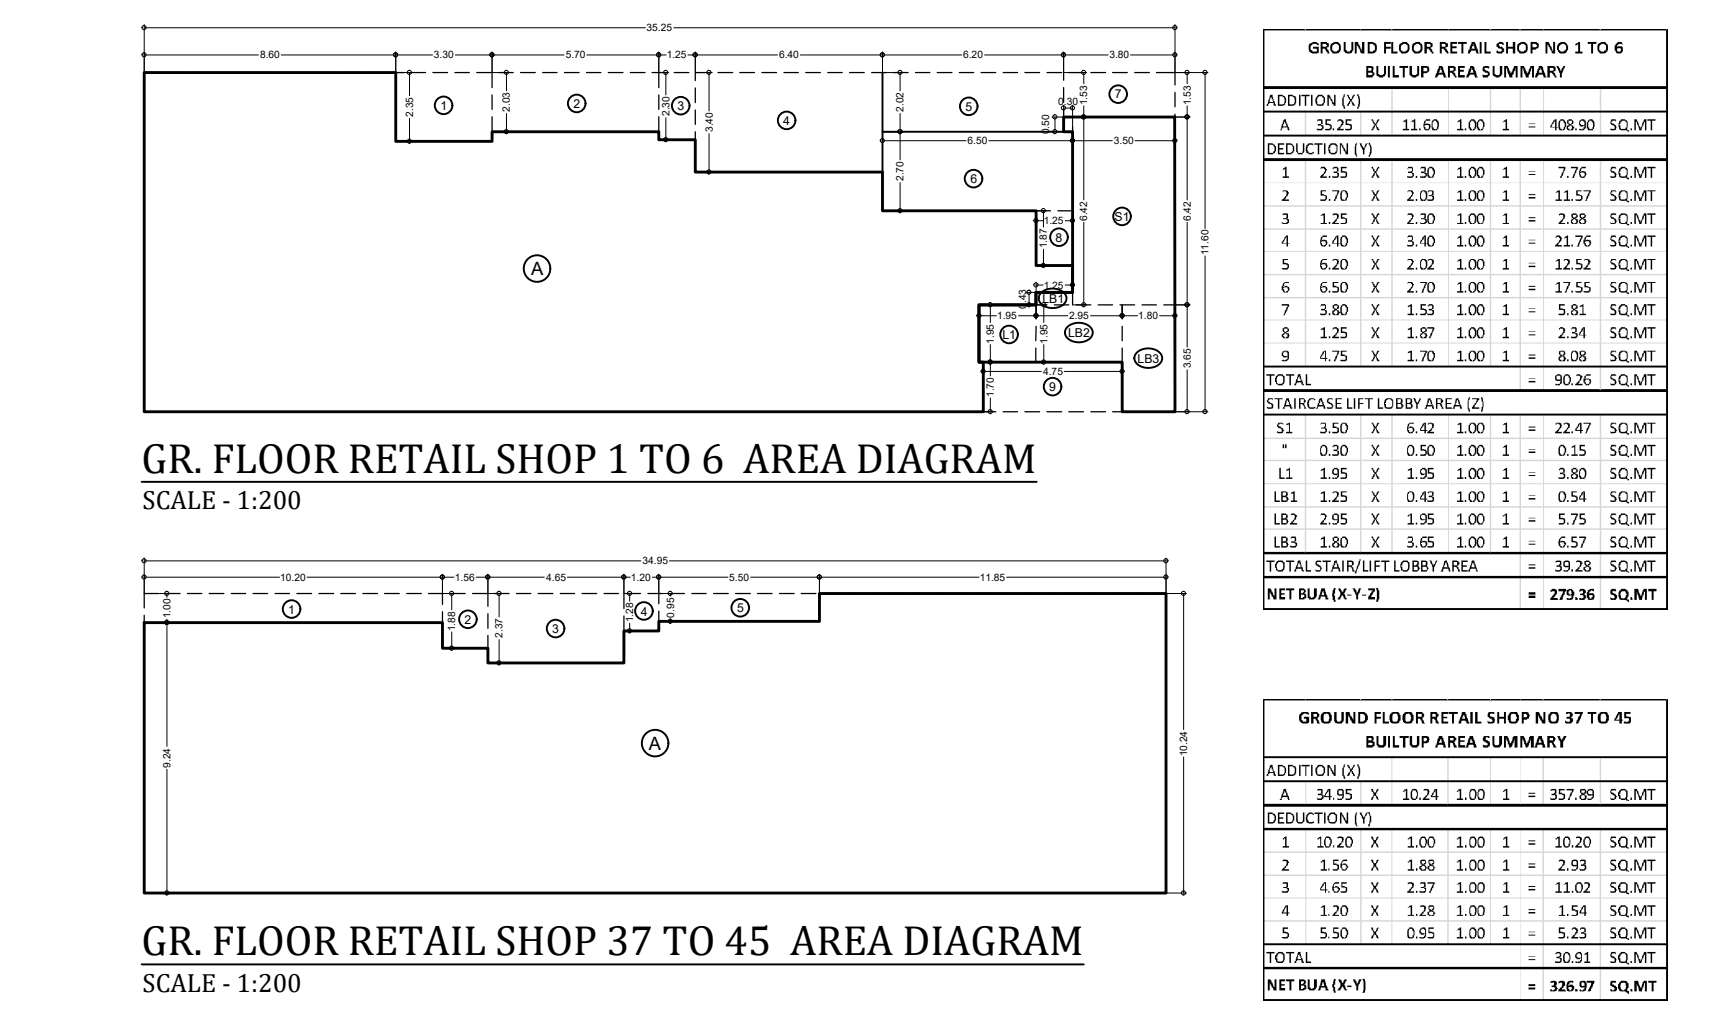 35.25
8.60 3.30 5.70 1.25 6.40 6.20 3.80
2.35 1 2.03 2 2.30 3 3.40 4 2.02 5 0.30 1.53 7 1.53
0.50
6.50 3.50
2.70 6
1.25 6.42 S1 6.42 11.60
1.87 8
A
1.25
0.43 LB1
1.95 2.95 1.80
1.95 L1 1.95 LB2
LB3 3.65
4.75
1.70 9
GR. FLOOR RETAIL SHOP 1 TO 6 AREA DIAGRAM
SCALE - 1:200
34.95
10.20 1.56 4.65 1.20 5.50 11.85
1.00 1 1.88 2 2.37 3 1.28 4 0.95 5
A
9.24 10.24
GR. FLOOR RETAIL SHOP 37 TO 45 AREA DIAGRAM
SCALE - 1:200
GROUND FLOOR RETAIL SHOP NO 1 TO 6
BUILTUP AREA SUMMARY
ADDITION (X)
A 35.25 X 11.60 1.00 1 = 408.90 SQ.MT
DEDUCTION (Y)
1 2.35 X 3.30 1.00 1 = 7.76 SQ.MT
2 5.70 X 2.03 1.00 1 = 11.57 SQ.MT
3 1.25 X 2.30 1.00 1 = 2.88 SQ.MT
4 6.40 X 3.40 1.00 1 = 21.76 SQ.MT
5 6.20 X 2.02 1.00 1 = 12.52 SQ.MT
6 6.50 X 2.70 1.00 1 = 17.55 SQ.MT
7 3.80 X 1.53 1.00 1 = 5.81 SQ.MT
8 1.25 X 1.87 1.00 1 = 2.34 SQ.MT
9 4.75 X 1.70 1.00 1 = 8.08 SQ.MT
TOTAL = 90.26 SQ.MT
STAIRCASE LIFT LOBBY AREA (Z)
S1 3.50 X 6.42 1.00 1 = 22.47 SQ.MT
" 0.30 X 0.50 1.00 1 = 0.15 SQ.MT
L1 1.95 X 1.95 1.00 1 = 3.80 SQ.MT
LB1 1.25 X 0.43 1.00 1 = 0.54 SQ.MT
LB2 2.95 X 1.95 1.00 1 = 5.75 SQ.MT
LB3 1.80 X 3.65 1.00 1 = 6.57 SQ.MT
TOTAL STAIR/LIFT LOBBY AREA = 39.28 SQ.MT
NET BUA (X-Y-Z) = 279.36 SQ.MT
GROUND FLOOR RETAIL SHOP NO 37 TO 45
BUILTUP AREA SUMMARY
ADDITION (X)
A 34.95 X 10.24 1.00 1 = 357.89 SQ.MT
DEDUCTION (Y)
1 10.20 X 1.00 1.00 1 = 10.20 SQ.MT
2 1.56 X 1.88 1.00 1 = 2.93 SQ.MT
3 4.65 X 2.37 1.00 1 = 11.02 SQ.MT
4 1.20 X 1.28 1.00 1 = 1.54 SQ.MT
5 5.50 X 0.95 1.00 1 = 5.23 SQ.MT
TOTAL = 30.91 SQ.MT
NET BUA (X-Y) = 326.97 SQ.MT